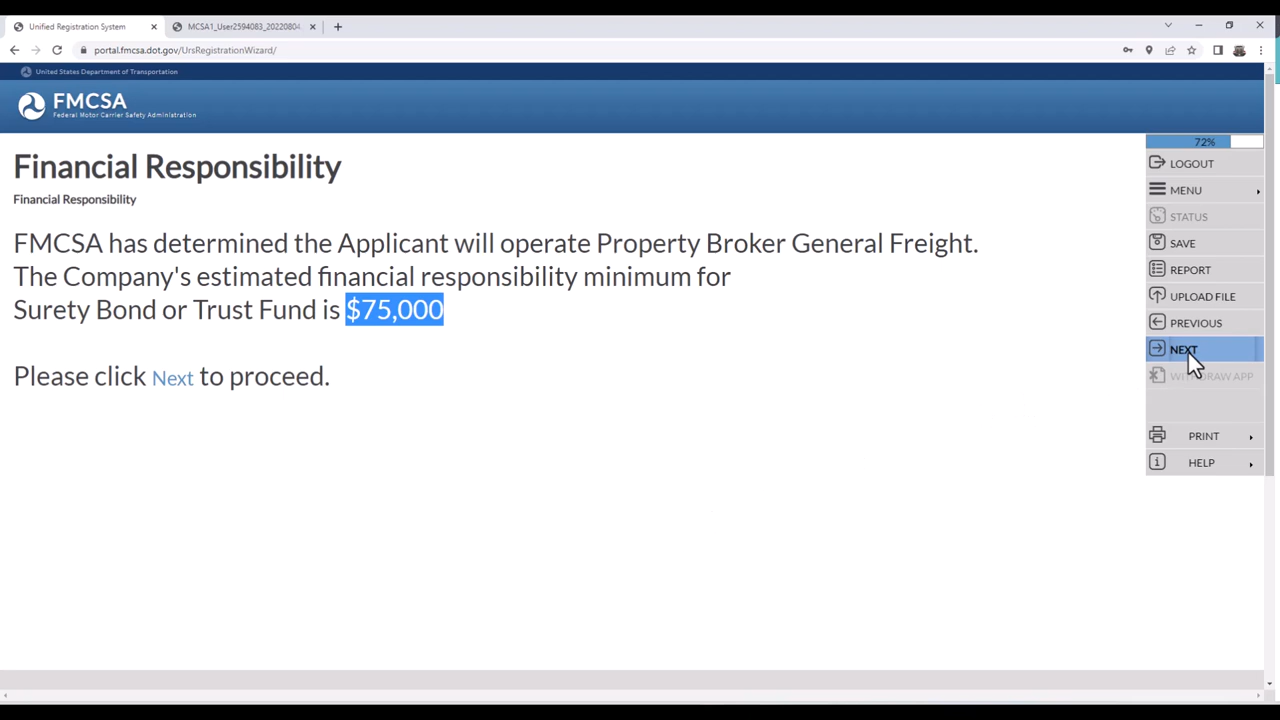 Unified Registration System
MCSA1_User2594083_20220804
portal.fmcsa.dot.gov/UrsRegistrationWizard/
United States Department of Transportation
FMCSA
Federal Motor Carrier Safety Administration
72%
Financial Responsibility
LOGOUT
MENU
Financial Responsibility
STATUS
FMCSA has determined the Applicant will operate Property Broker General Freight.
SAVE
The Company's estimated financial responsibility minimum for
REPORT
Surety Bond or Trust Fund is $75,000
UPLOAD FILE
PREVIOUS
NEXT
Please click Next to proceed.
WITHDRAW APP
PRINT
HELP